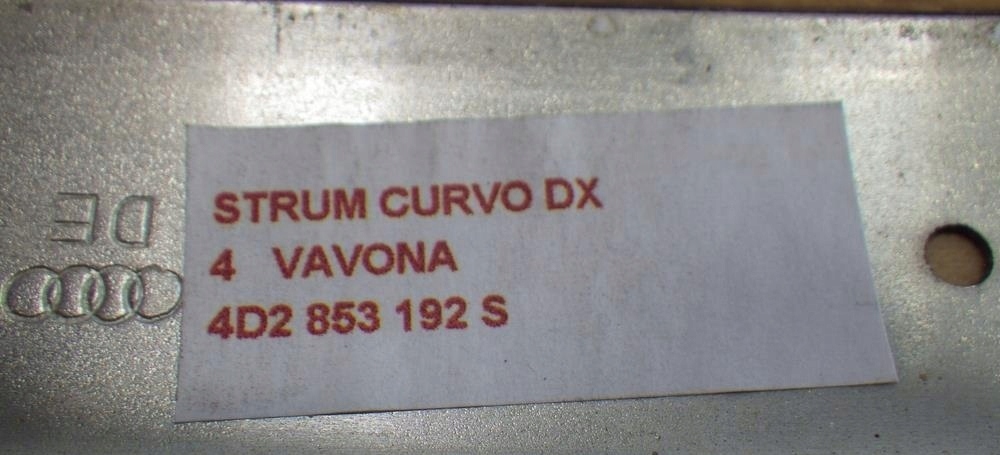 DE
STRUM CURVO DX
4 VAVONA
4D2 853 192 S